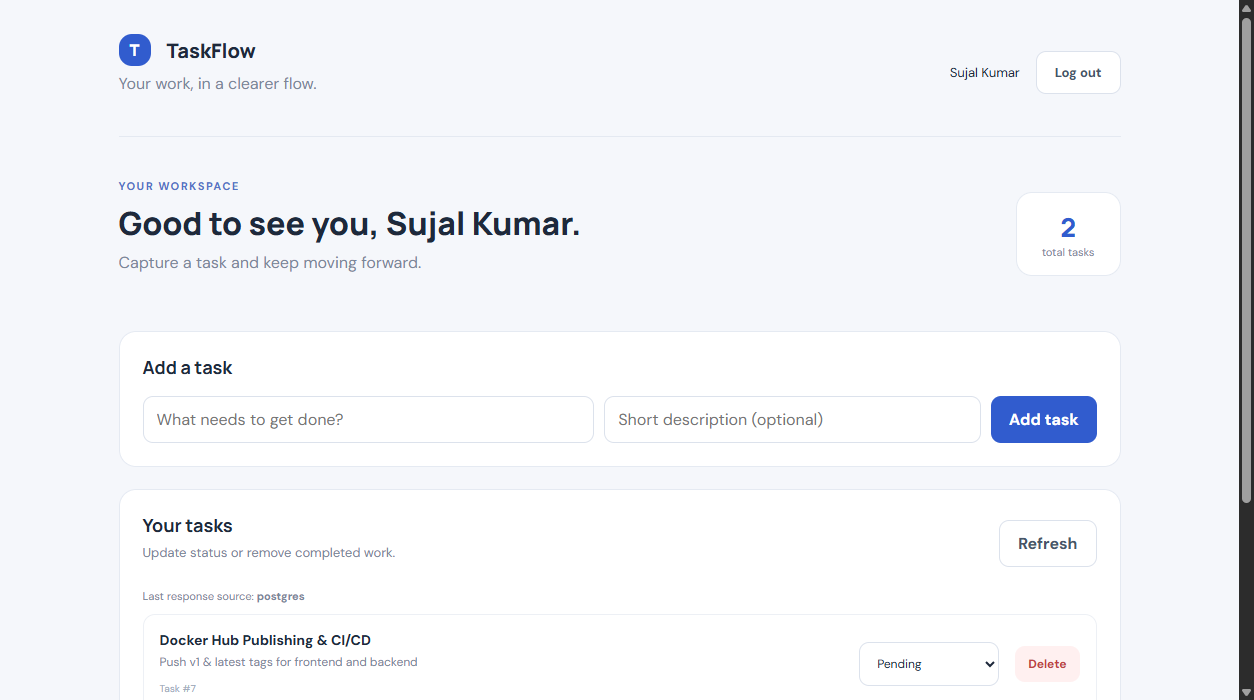 T TaskFlow
Your work, in a clearer flow.
Sujal Kumar Log out
YOUR WORKSPACE
Good to see you, Sujal Kumar.
Capture a task and keep moving forward.
2
total tasks
Add a task
What needs to get done? Short description (optional) Add task
Your tasks
Update status or remove completed work.
Refresh
Last response source: postgres
Docker Hub Publishing & CI/CD
Push v1 & latest tags for frontend and backend
Task #7
Pending Delete